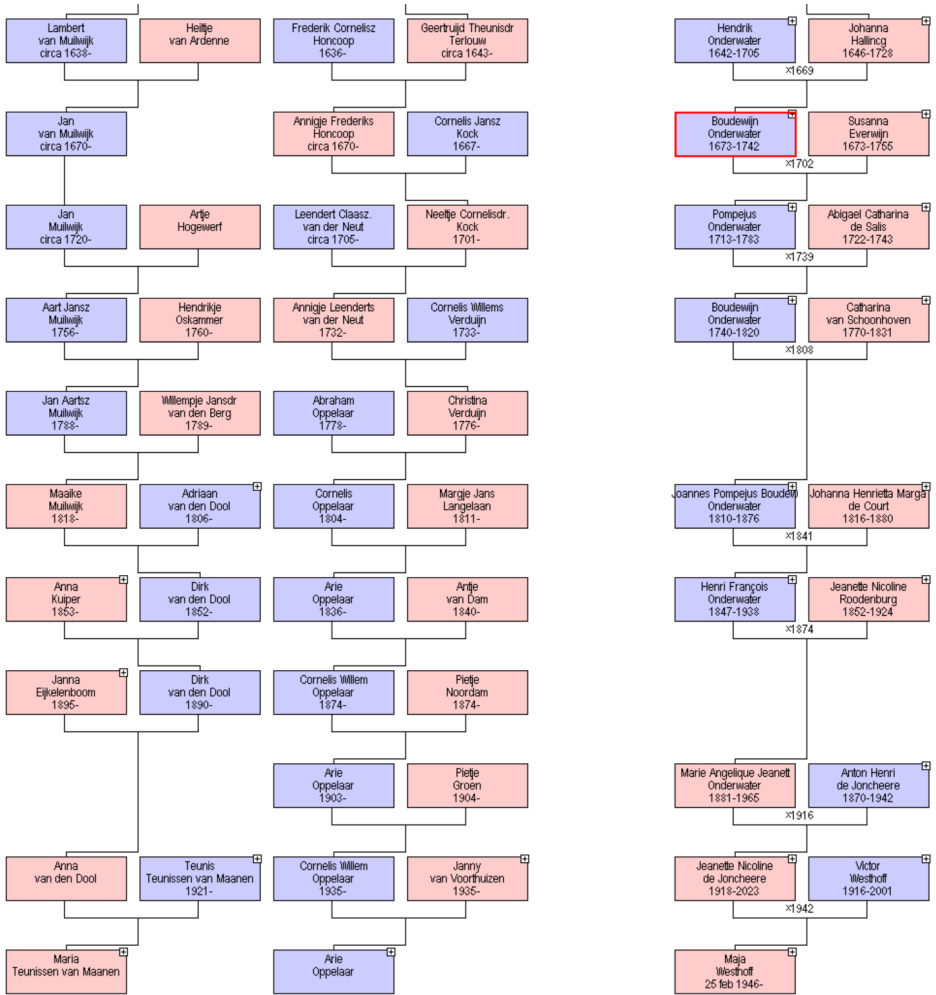 Lambert
van Muilwijk
circa 1638-
Heiltje
van Ardenne
Frederik Cornelisz
Honcoop
1636-
Geertruijd Theunisdr
Terlouw
circa 1643-
Hendrik
Onderwater
1642-1705
Johanna
Hallincg
1646-1728
x1669
Jan
van Muilwijk
circa 1670-
Annigje Frederiks
Honcoop
circa 1670-
Cornelis Jansz
Kock
1667-
Boudewijn
Onderwater
1673-1742
Susanna
Everwijn
1673-1755
x1702
Jan
Muilwijk
circa 1720-
Artje
Hogewerf
Leendert Claasz.
van der Neut
circa 1705-
Neeltje Cornelisdr.
Kock
1701-
Pompejus
Onderwater
1713-1783
Abigael Catharina
de Salis
1722-1743
x1739
Aart Jansz
Muilwijk
1756-
Hendrikje
Oskammer
1760-
Annigje Leenderts
van der Neut
1732-
Cornelis Willems
Verduijn
1733-
Boudewijn
Onderwater
1740-1820
Catharina
van Schoonhoven
1770-1831
x1808
Jan Aartsz
Muilwijk
1788-
Willempje Jansdr
van den Berg
1789-
Abraham
Oppelaar
1778-
Christina
Verduijn
1776-
Maaike
Muilwijk
1818-
Adriaan
van den Dool
1806-
Cornelis
Oppelaar
1804-
Margje Jans
Langelaan
1811-
Joannes Pompejus Boudew
Onderwater
1810-1876
Johanna Henrietta Marga
de Court
1816-1880
x1841
Anna
Kuiper
1853-
Dirk
van den Dool
1852-
Arie
Oppelaar
1836-
Antje
van Dam
1840-
Henri François
Onderwater
1847-1938
Jeanette Nicoline
Roodenburg
1852-1924
x1874
Janna
Eijkelenboom
1895-
Dirk
van den Dool
1890-
Cornelis Willem
Oppelaar
1874-
Pietje
Noordam
1874-
Arie
Oppelaar
1903-
Pietje
Groen
1904-
Marie Angelique Jeanett
Onderwater
1881-1965
Anton Henri
de Joncheere
1870-1942
x1916
Anna
van den Dool
Teunis
Teunissen van Maanen
1921-
Cornelis Willem
Oppelaar
1935-
Janny
van Voorthuizen
1935-
Jeanette Nicoline
de Joncheere
1918-2023
Victor
Westhoff
1916-2001
x1942
Maria
Teunissen van Maanen
Arie
Oppelaar
Maja
Westhoff
25 feb 1946-